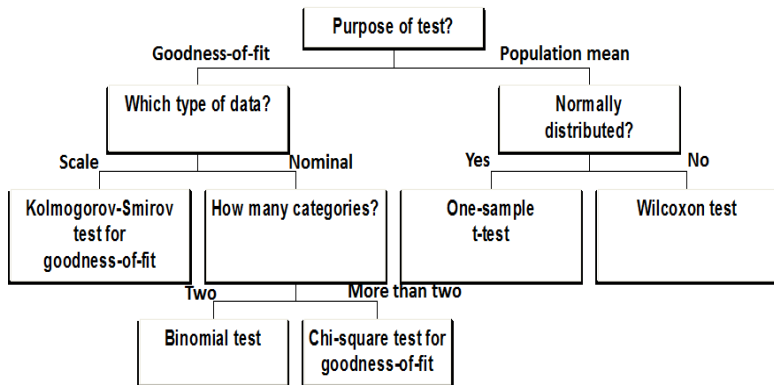 Purpose of test?
Goodness-of-fit
Population mean
Which type of data?
Normally
distributed?
Scale
Nominal
Yes
No
Kolmogorov-Smirov
test for
goodness-of-fit
How many categories?
One-sample
t-test
Wilcoxon test
Two
More than two
Binomial test
Chi-square test for
goodness-of-fit